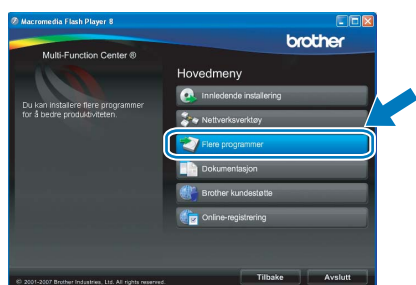 Macromedia Flash Player 8
brother
Multi-Function Center ®
Hovedmeny
Du kan installere flere programmer
for å bedre produktiviteten.
Innledende installering
Nettverksverktøy
Flere programmer
Dokumentasjon
Brother kundestøtte
Online-registrering
© 2001-2007 Brother Industries, Ltd. All rights reserved.
Tilbake
Avslutt